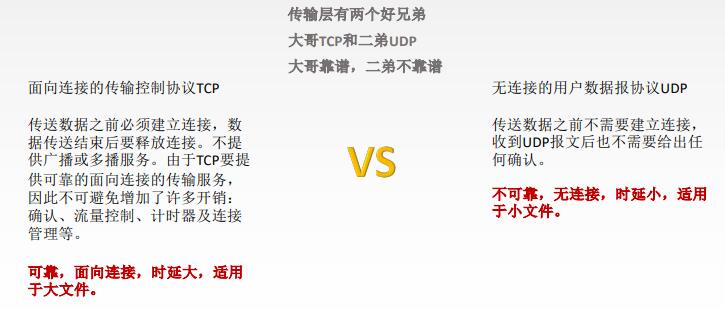 传输层有两个好兄弟
大哥TCP和二弟UDP
大哥靠谱，二弟不靠谱
面向连接的传输控制协议TCP
传送数据之前必须建立连接，数
据传送结束后要释放连接。不提
供广播或多播服务。由于TCP要提
供可靠的面向连接的传输服务，
因此不可避免增加了许多开销：
确认、流量控制、计时器及连接
管理等。
可靠，面向连接，时延大，适用
于大文件。
VS
无连接的用户数据报协议UDP
传送数据之前不需要建立连接，
收到UDP报文后也不需要给出任
何确认。
不可靠，无连接，时延小，适用
于小文件。